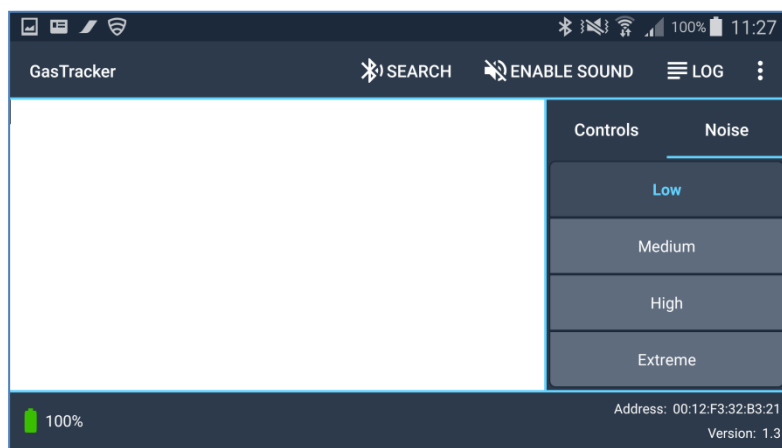 100% 11:27
GasTracker SEARCH ENABLE SOUND LOG
Controls Noise
Low
Medium
High
Extreme
100%
Address: 00:12:F3:32:B3:21
Version: 1.3